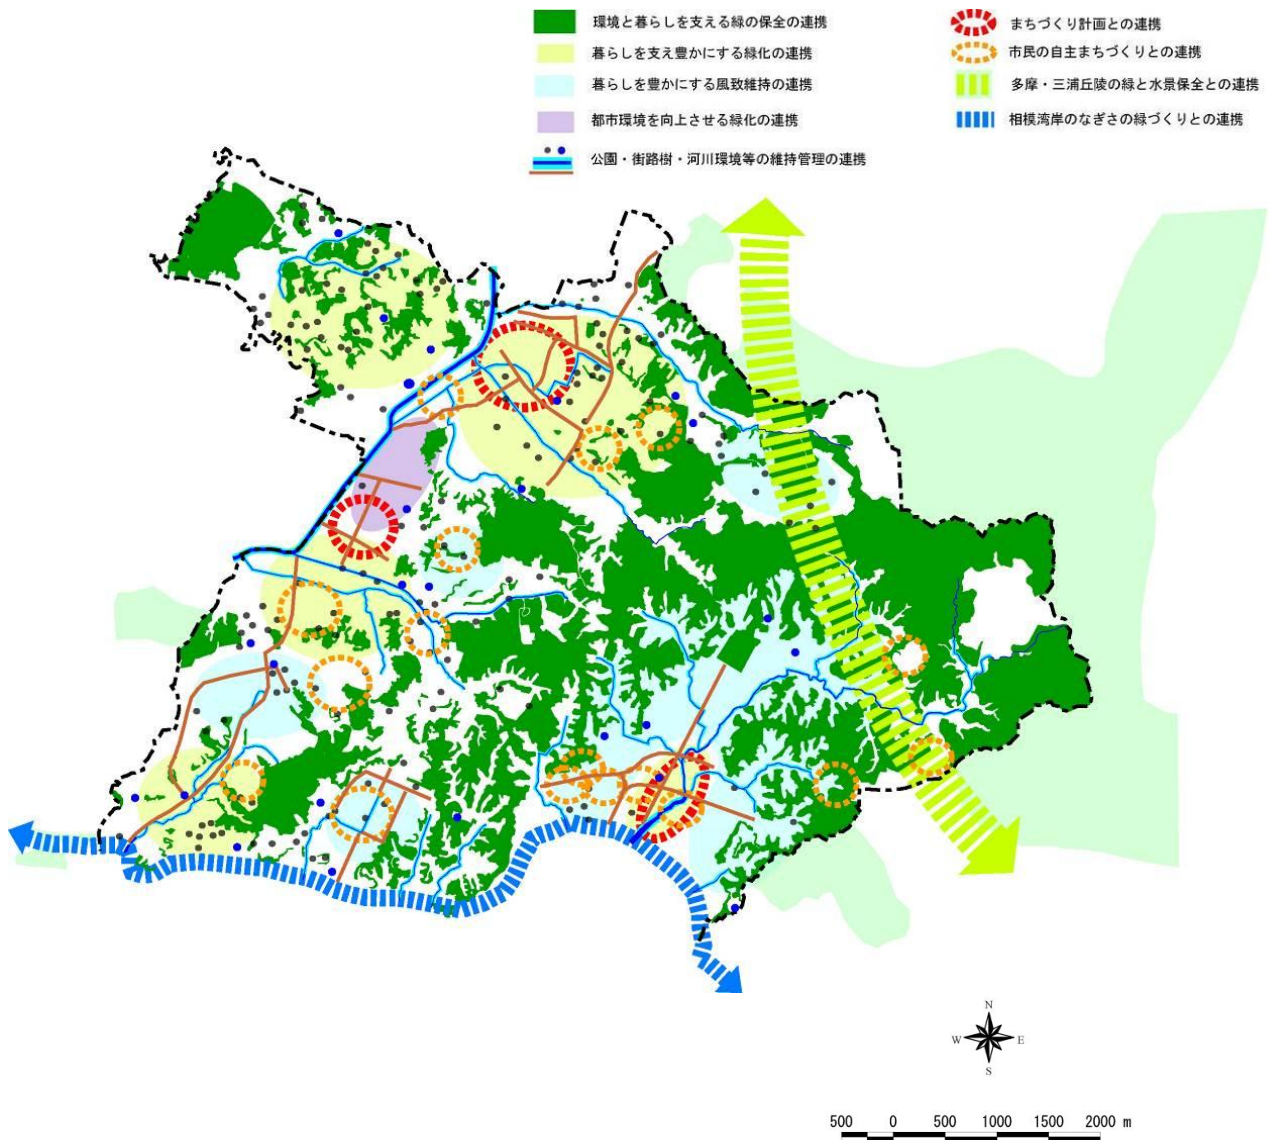 環境と暮らしを支える緑の保全の連携
暮らしを支え豊かにする緑化の連携
暮らしを豊かにする風致維持の連携
都市環境を向上させる緑化の連携
公園・街路樹・河川環境等の維持管理の連携
まちづくり計画との連携
市民の自主まちづくりとの連携
多摩・三浦丘陵の緑と水景保全との連携
相模湾岸のなぎさの緑づくりとの連携
N
W E
S
500 0 500 1000 1500 2000 m